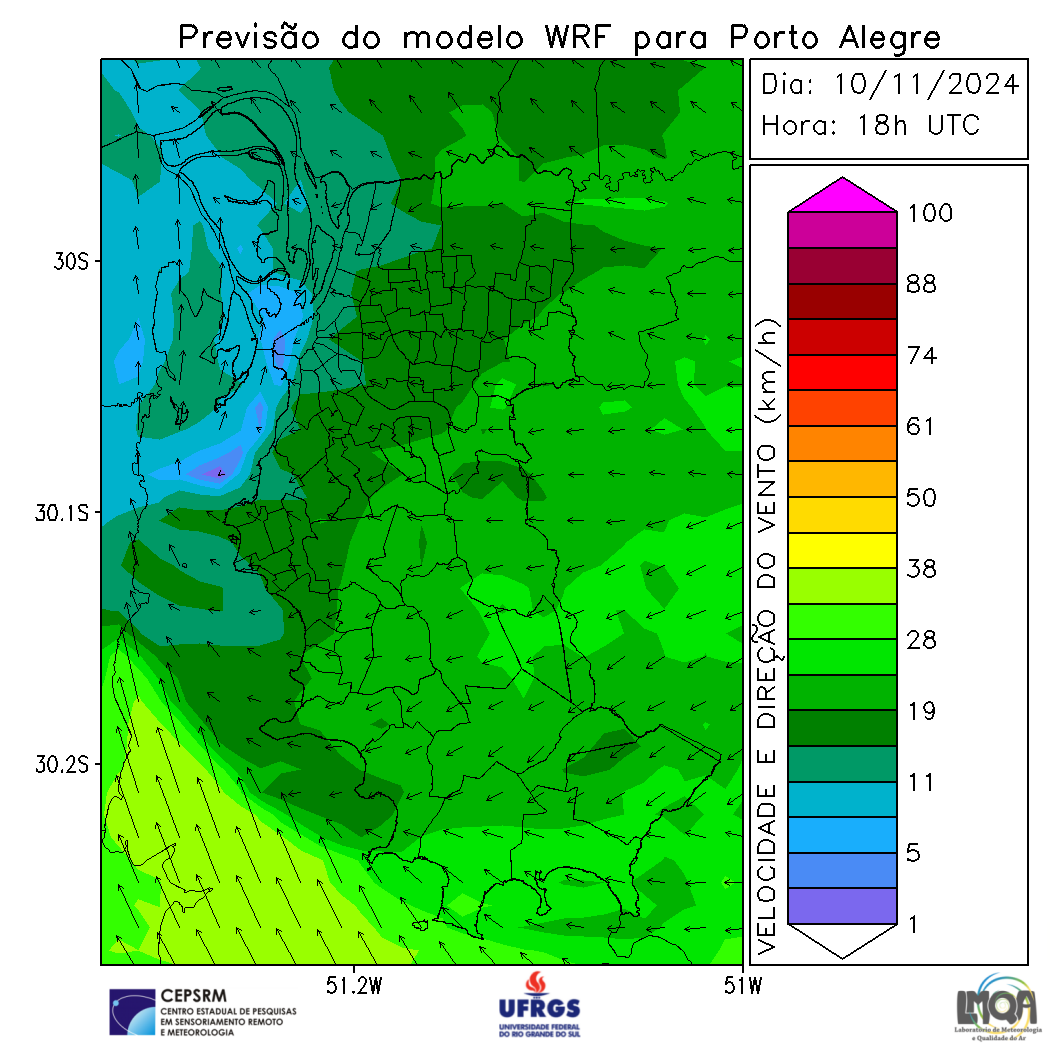 Previsão do modelo WRF para Porto Alegre
Dia: 10/11/2024
Hora: 18h UTC
30S
30.1S
30.2S
51.2W
51W
VELOCIDADE E DIREÇÃO DO VENTO (km/h)
100
88
74
61
50
38
28
19
11
5
1
CEPSRM
CENTRO ESTADUAL DE PESQUISAS
EM SENSORIAMENTO REMOTO
E METEOROLOGIA
UFRGS
UNIVERSIDADE FEDERAL
DO RIO GRANDE DO SUL
LMQA
Laboratório de Meteorologia
e Qualidade do Ar